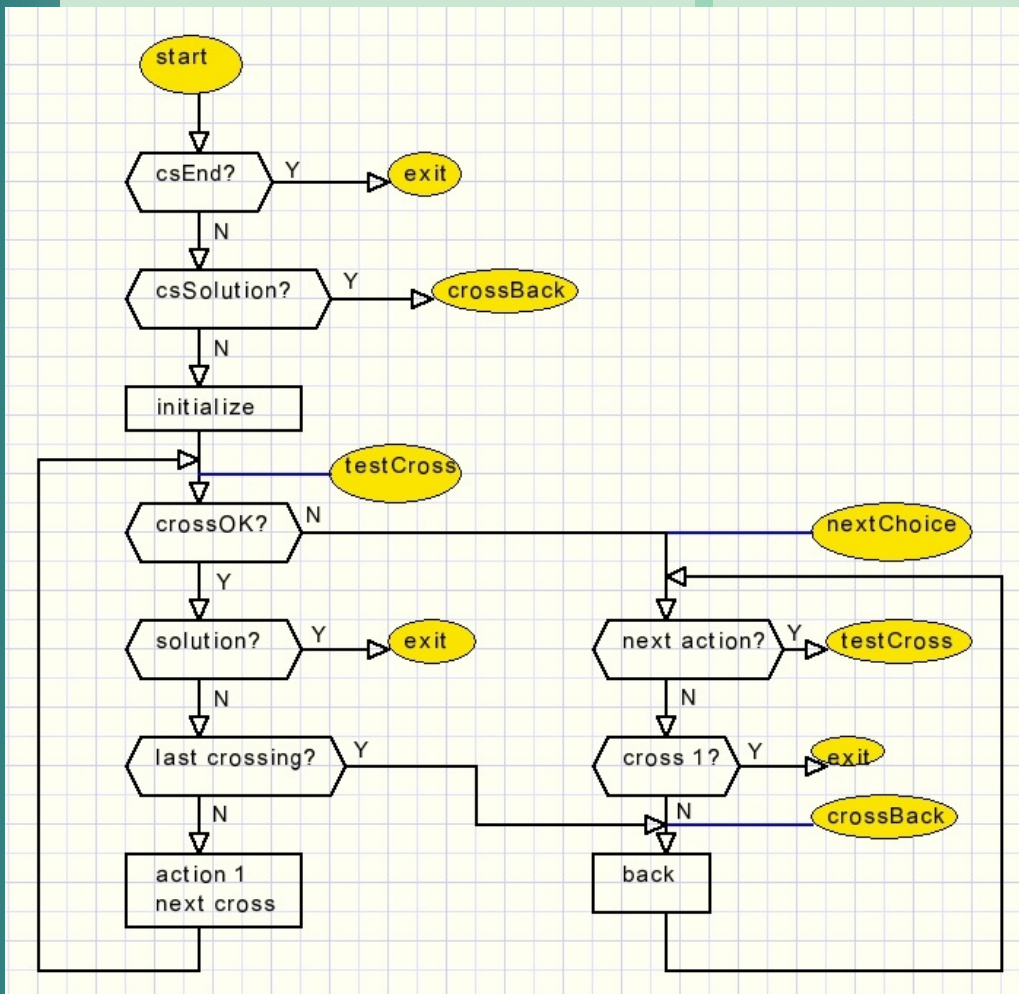 start
csEnd?
Y
exit
N
csSolution?
Y
crossBack
N
initialize
testCross
crossOK?
N
nextChoice
Y
solution?
Y
exit
next action?
Y
testCross
N
N
last crossing?
Y
cross 1?
Y
exit
N
N
crossBack
action 1
next cross
back